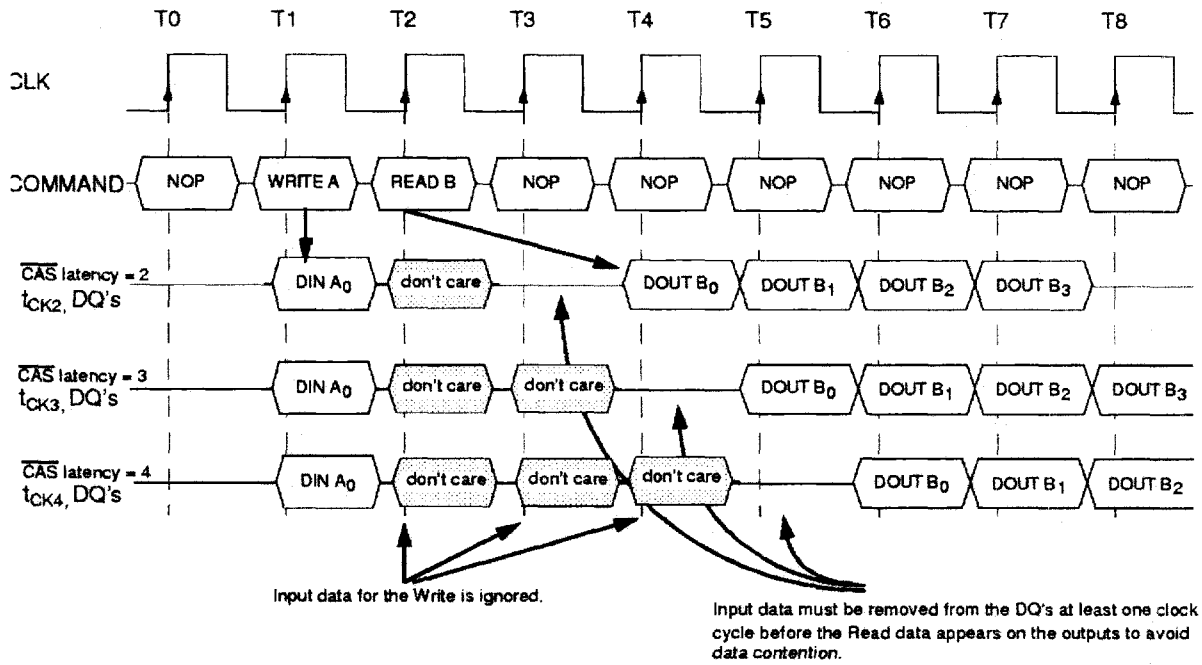 T0 T1 T2 T3 T4 T5 T6 T7 T8
CLK
COMMAND NOP WRITE A READ B NOP NOP NOP NOP NOP NOP
CAS latency = 2
tCK2, DQ's
DIN A0 don't care DOUT B0 DOUT B1 DOUT B2 DOUT B3
CAS latency = 3
tCK3, DQ's
DIN A0 don't care don't care DOUT B0 DOUT B1 DOUT B2 DOUT B3
CAS latency = 4
tCK4, DQ's
DIN A0 don't care don't care don't care DOUT B0 DOUT B1 DOUT B2
Input data for the Write is ignored.
Input data must be removed from the DQ's at least one clock
cycle before the Read data appears on the outputs to avoid
data contention.